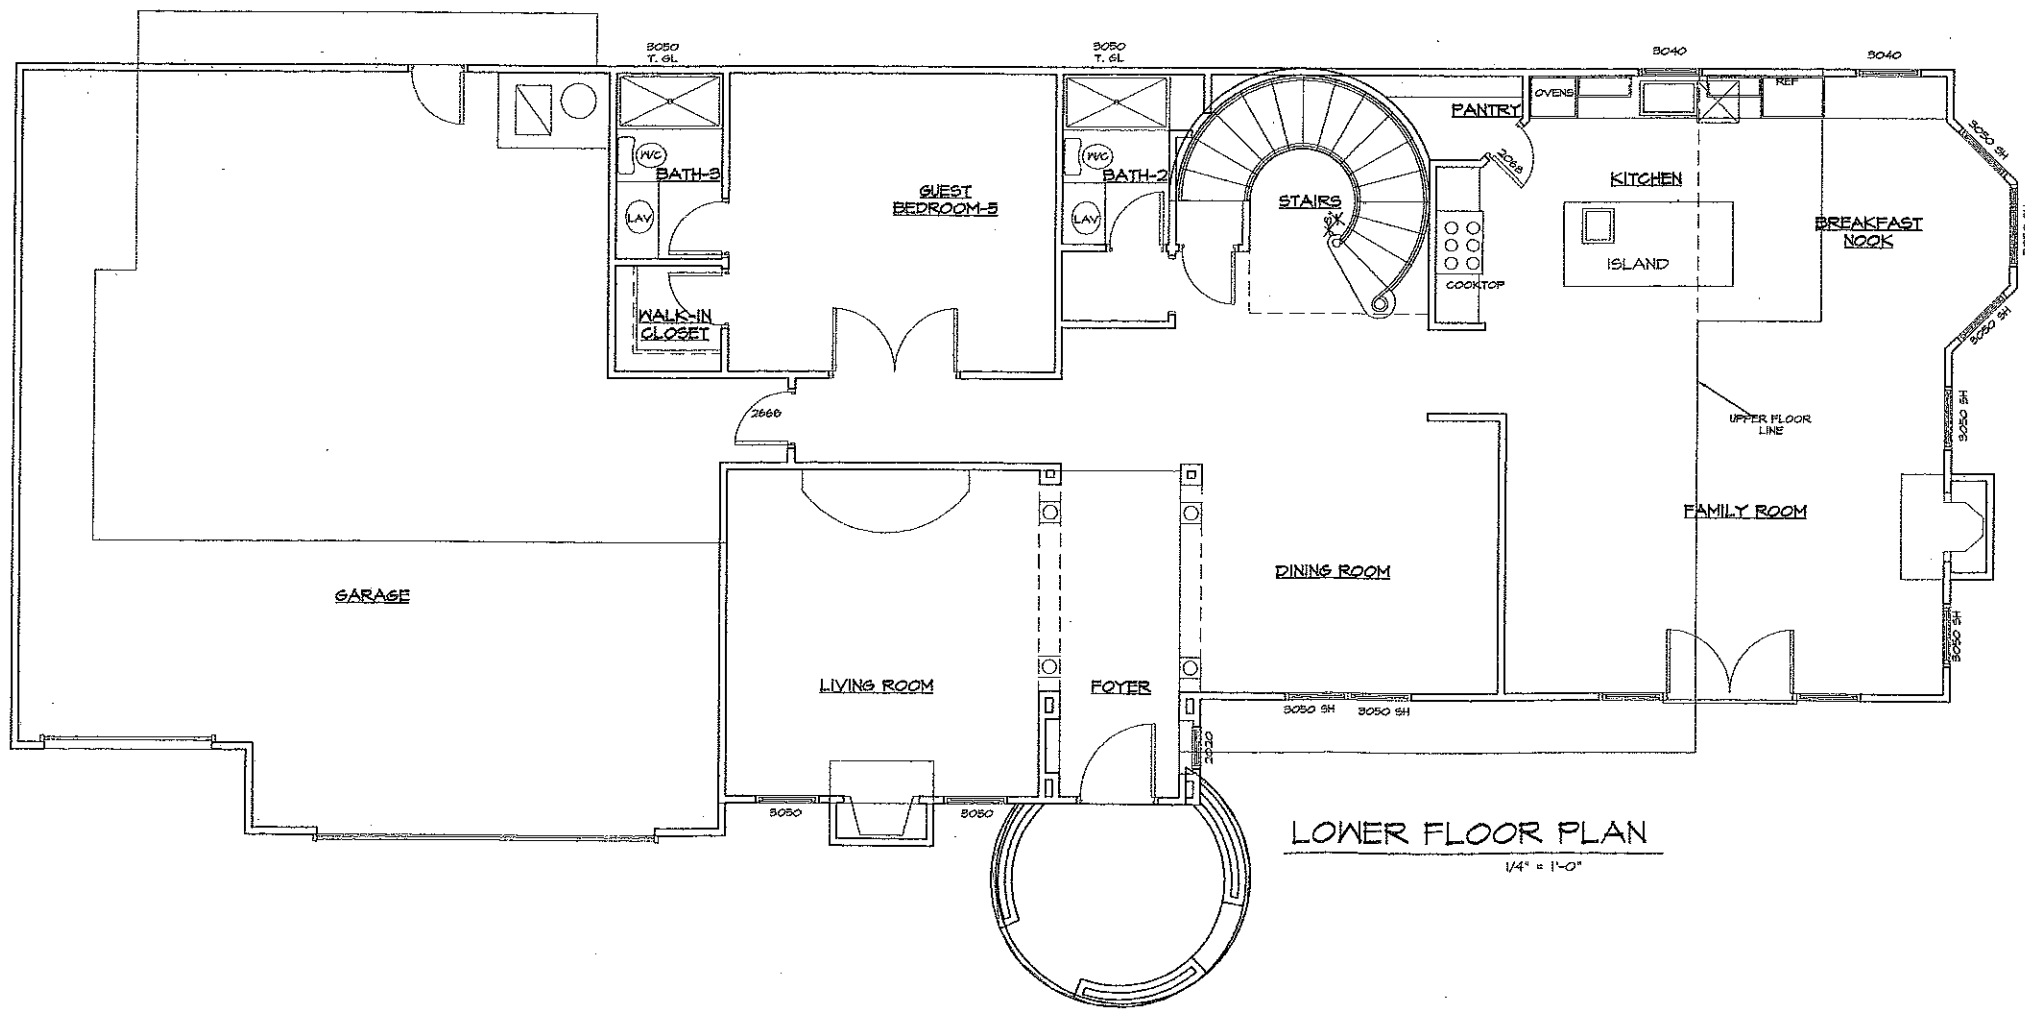 3050
T. GL
3050
T. GL
3040
3040
OVENS
REF
PANTRY
3050 SH
W/C
BATH-3
W/C
BATH-2
2068
KITCHEN
GUEST
BEDROOM-5
LAV
LAV
STAIRS
BREAKFAST
NOOK
ISLAND
COOKTOP
WALK-IN
CLOSET
3050 SH
3050 SH
2668
UPPER FLOOR
LINE
FAMILY ROOM
DINING ROOM
GARAGE
3050 SH
LIVING ROOM
FOYER
3050 SH
3050 SH
2020
3050
3050
LOWER FLOOR PLAN
1/4" = 1'-0"